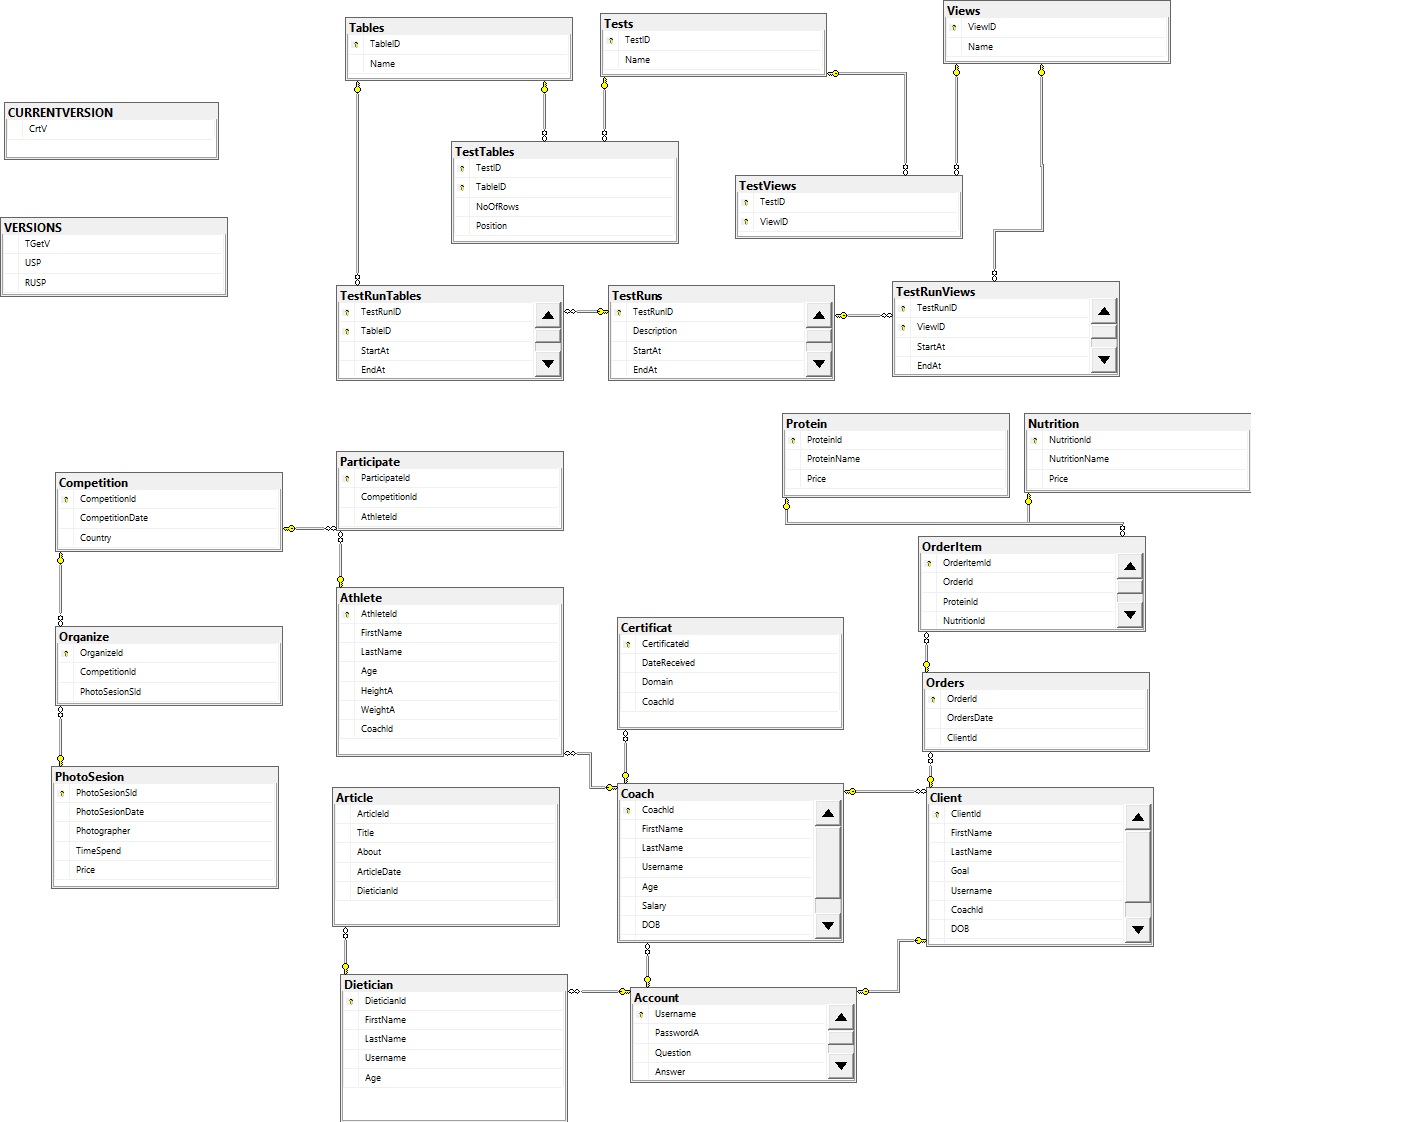 Tables
TableID
Name
Tests
TestID
Name
Views
ViewID
Name
CURRENTVERSION
CrtV
TestTables
TestID
TableID
NoOfRows
Position
TestViews
TestID
ViewID
VERSIONS
TGetV
USP
RUSP
TestRunTables
TestRunID
TableID
StartAt
EndAt
TestRuns
TestRunID
Description
StartAt
EndAt
TestRunViews
TestRunID
ViewID
StartAt
EndAt
Protein
ProteinId
ProteinName
Price
Nutrition
NutritionId
NutritionName
Price
Participate
ParticipateId
CompetitionId
AthleteId
Competition
CompetitionId
CompetitionDate
Country
OrderItem
OrderItemId
OrderId
ProteinId
NutritionId
Athlete
AthleteId
FirstName
LastName
Age
HeightA
WeightA
CoachId
Certificat
CertificateId
DateReceived
Domain
CoachId
Organize
OrganizeId
CompetitionId
PhotoSesionSId
Orders
OrderId
OrdersDate
ClientId
PhotoSesion
PhotoSesionSId
PhotoSesionDate
Photographer
TimeSpend
Price
Article
ArticleId
Title
About
ArticleDate
DieticianId
Coach
CoachId
FirstName
LastName
Username
Age
Salary
DOB
Client
ClientId
FirstName
LastName
Goal
Username
CoachId
DOB
Dietician
DieticianId
FirstName
LastName
Username
Age
Account
Username
PasswordA
Question
Answer